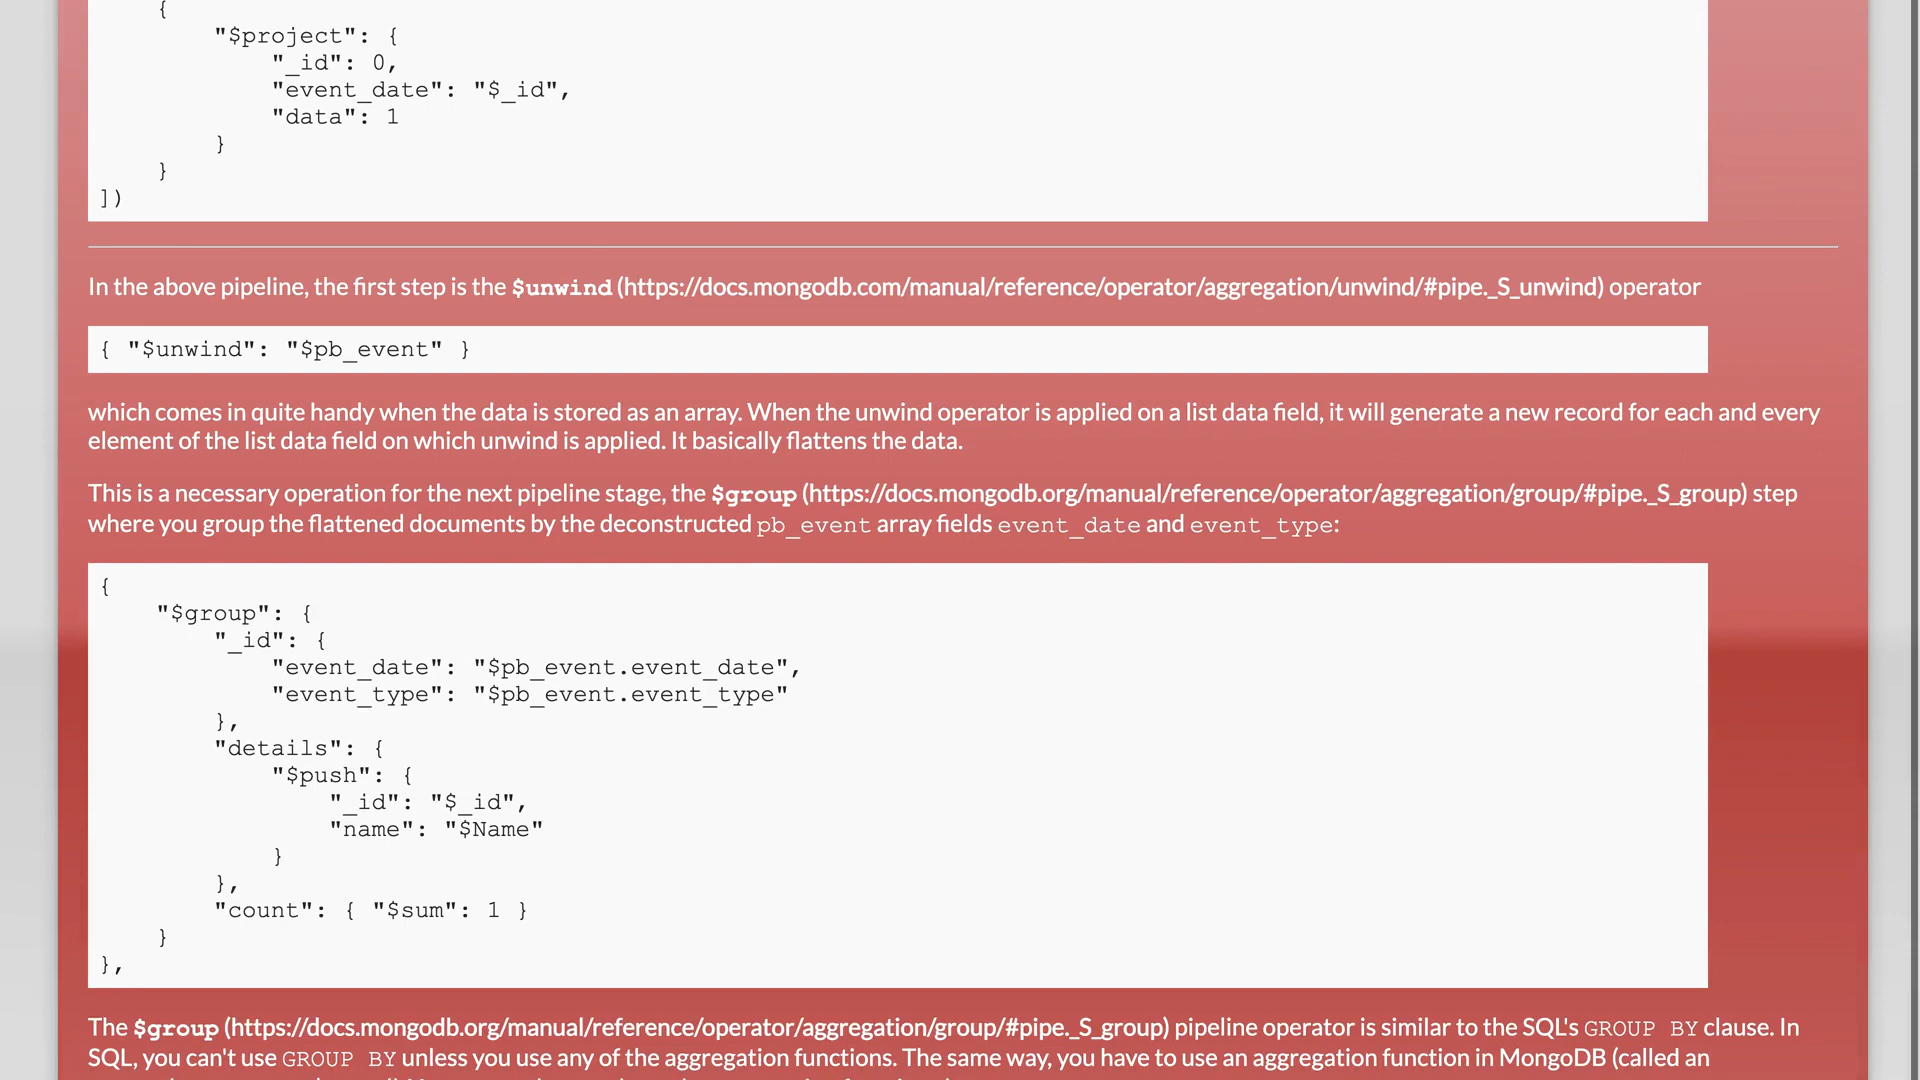 {
"$project": {
"_id": 0,
"event_date": "$_id",
"data": 1
}
}
])
In the above pipeline, the first step is the $unwind (https://docs.mongodb.com/manual/reference/operator/aggregation/unwind/#pipe._S_unwind) operator
{ "$unwind": "$pb_event" }
which comes in quite handy when the data is stored as an array. When the unwind operator is applied on a list data field, it will generate a new record for each and every
element of the list data field on which unwind is applied. It basically flattens the data.
This is a necessary operation for the next pipeline stage, the $group (https://docs.mongodb.org/manual/reference/operator/aggregation/group/#pipe._S_group) step
where you group the flattened documents by the deconstructed pb_event array fields event_date and event_type:
{
"$group": {
"_id": {
"event_date": "$pb_event.event_date",
"event_type": "$pb_event.event_type"
},
"details": {
"$push": {
"_id": "$_id",
"name": "$Name"
}
},
"count": { "$sum": 1 }
}
},
The $group (https://docs.mongodb.org/manual/reference/operator/aggregation/group/#pipe._S_group) pipeline operator is similar to the SQL's GROUP BY clause. In
SQL, you can't use GROUP BY unless you use any of the aggregation functions. The same way, you have to use an aggregation function in MongoDB (called an